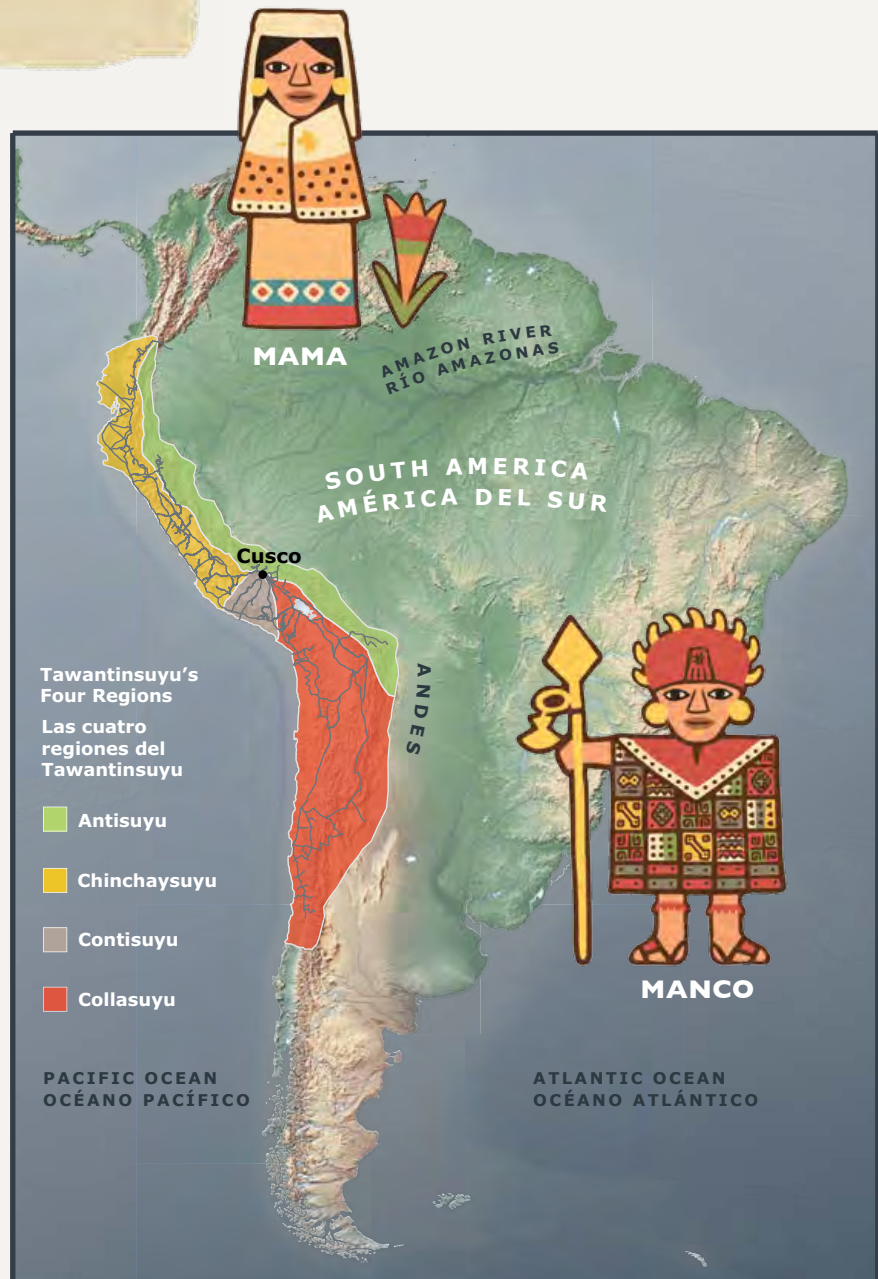 MAMA
AMAZON RIVER
RÍO AMAZONAS
SOUTH AMERICA
AMÉRICA DEL SUR
Cusco
ANDES
Tawantinsuyu’s
Four Regions
Las cuatro
regiones del
Tawantinsuyu
Antisuyu
Chinchaysuyu
Contisuyu
Collasuyu
MANCO
PACIFIC OCEAN
OCÉANO PACÍFICO
ATLANTIC OCEAN
OCÉANO ATLÁNTICO